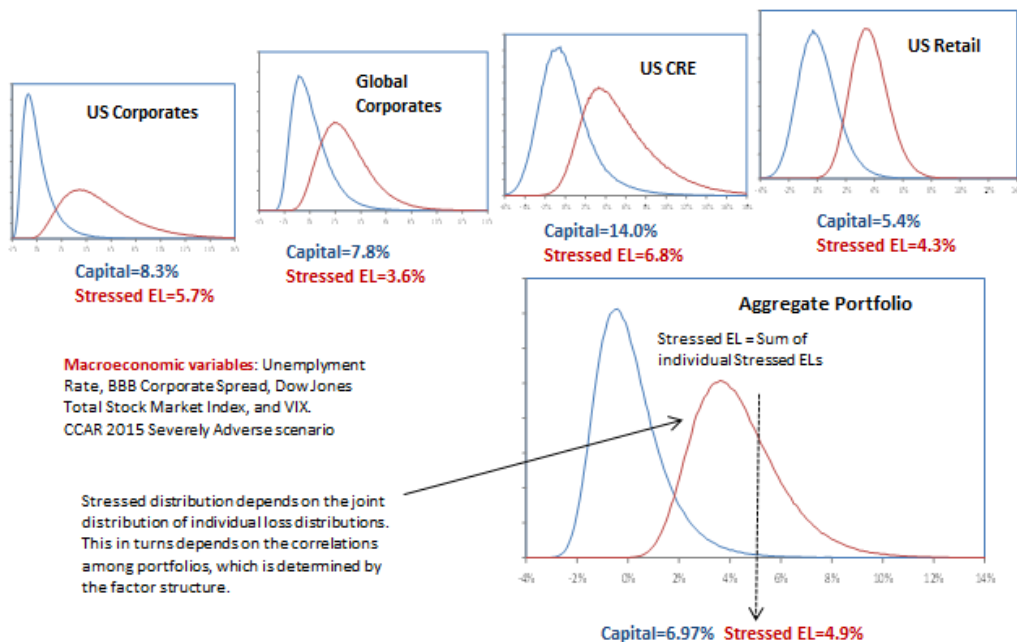 US Corporates
Capital=8.3%
Stressed EL=5.7%
Global
Corporates
Capital=7.8%
Stressed EL=3.6%
US CRE
Capital=14.0%
Stressed EL=6.8%
US Retail
Capital=5.4%
Stressed EL=4.3%
Macroeconomic variables: Unemplyment
Rate, BBB Corporate Spread, Dow Jones
Total Stock Market Index, and VIX.
CCAR 2015 Severely Adverse scenario
Stressed distribution depends on the joint
distribution of individual loss distributions.
This in turns depends on the correlations
among portfolios, which is determined by
the factor structure.
Aggregate Portfolio
Stressed EL = Sum of
individual Stressed ELs
-4% -2% 0% 2% 4% 6% 8% 10% 12% 14%
Capital=6.97% Stressed EL=4.9%